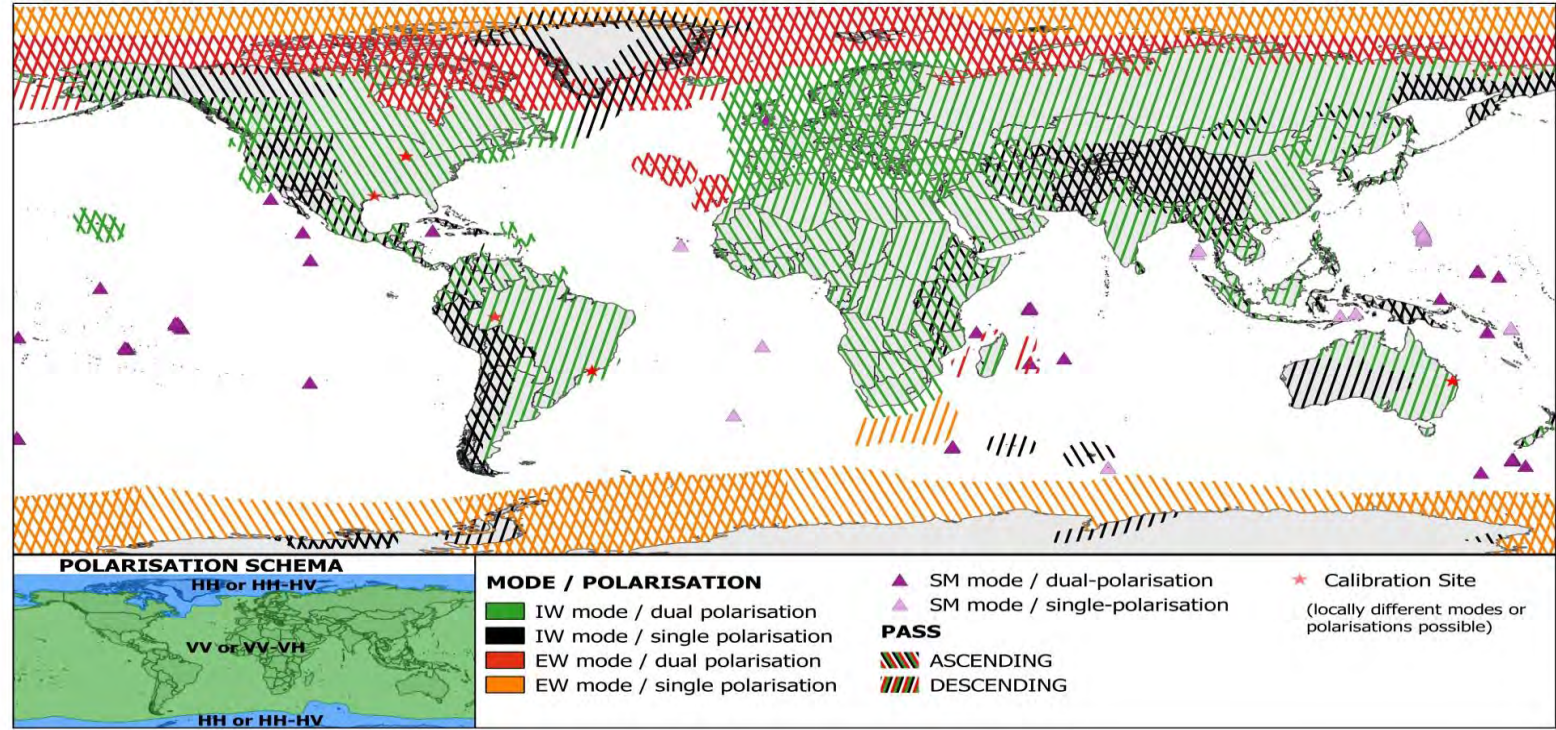 POLARISATION SCHEMA
HH or HH-HV
VV or VV-VH
HH or HH-HV
MODE / POLARISATION
IW mode / dual polarisation
IW mode / single polarisation
EW mode / dual polarisation
EW mode / single polarisation
SM mode / dual-polarisation
SM mode / single-polarisation
PASS
ASCENDING
DESCENDING
Calibration Site
(locally different modes or
polarisations possible)